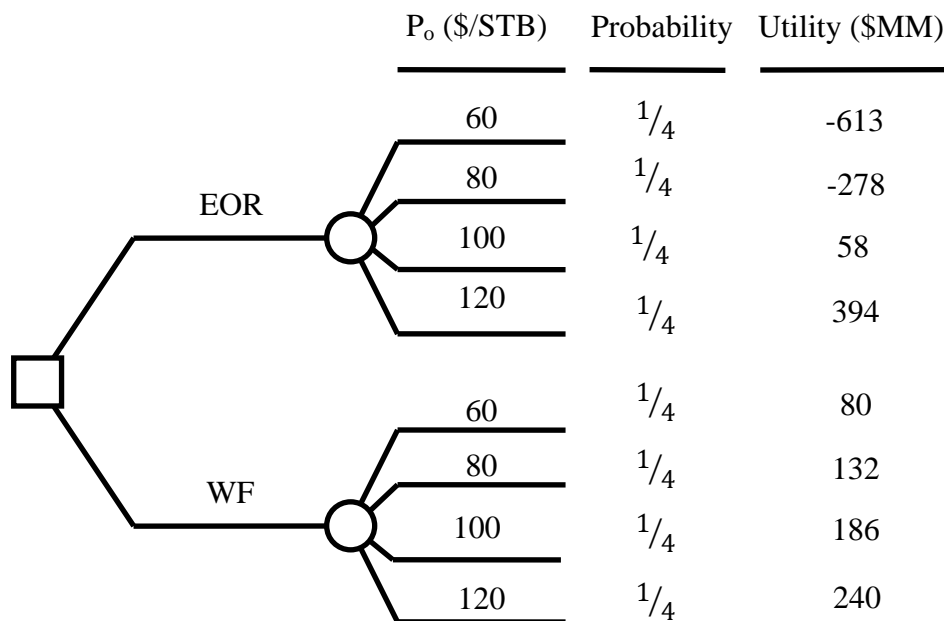 Pₒ ($/STB) Probability Utility ($MM)
60 1/4 -613
80 1/4 -278
EOR
100 1/4 58
120 1/4 394
60 1/4 80
80 1/4 132
WF
100 1/4 186
120 1/4 240